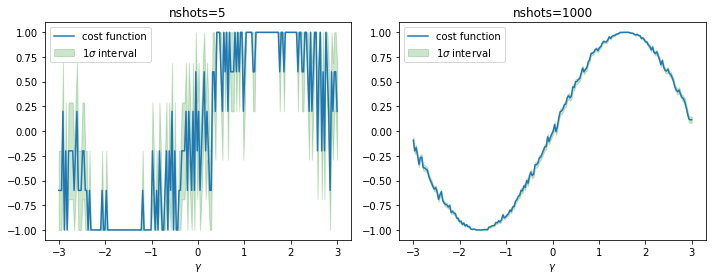 nshots=5
cost function
1σ interval
1.00
0.75
0.50
0.25
0.00
−0.25
−0.50
−0.75
−1.00
−3 −2 −1 0 1 2 3
γ
nshots=1000
cost function
1σ interval
1.00
0.75
0.50
0.25
0.00
−0.25
−0.50
−0.75
−1.00
−3 −2 −1 0 1 2 3
γ